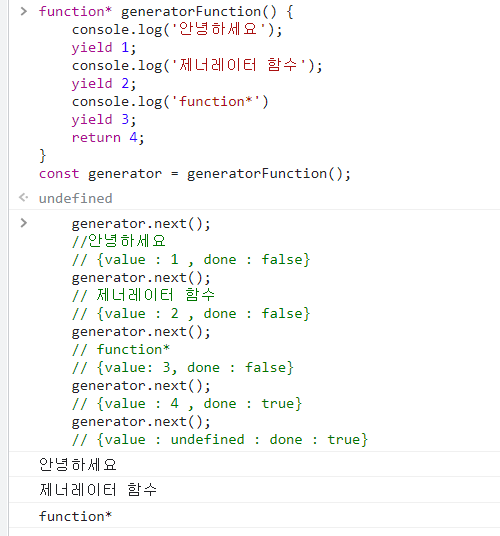 function* generatorFunction() {
console.log('안녕하세요');
yield 1;
console.log('제너레이터 함수');
yield 2;
console.log('function*')
yield 3;
return 4;
}
const generator = generatorFunction();
undefined
generator.next();
//안녕하세요
// {value : 1 , done : false}
generator.next();
// 제너레이터 함수
// {value : 2 , done : false}
generator.next();
// function*
// {value: 3, done : false}
generator.next();
// {value : 4 , done : true}
generator.next();
// {value : undefined : done : true}
안녕하세요
제너레이터 함수
function*